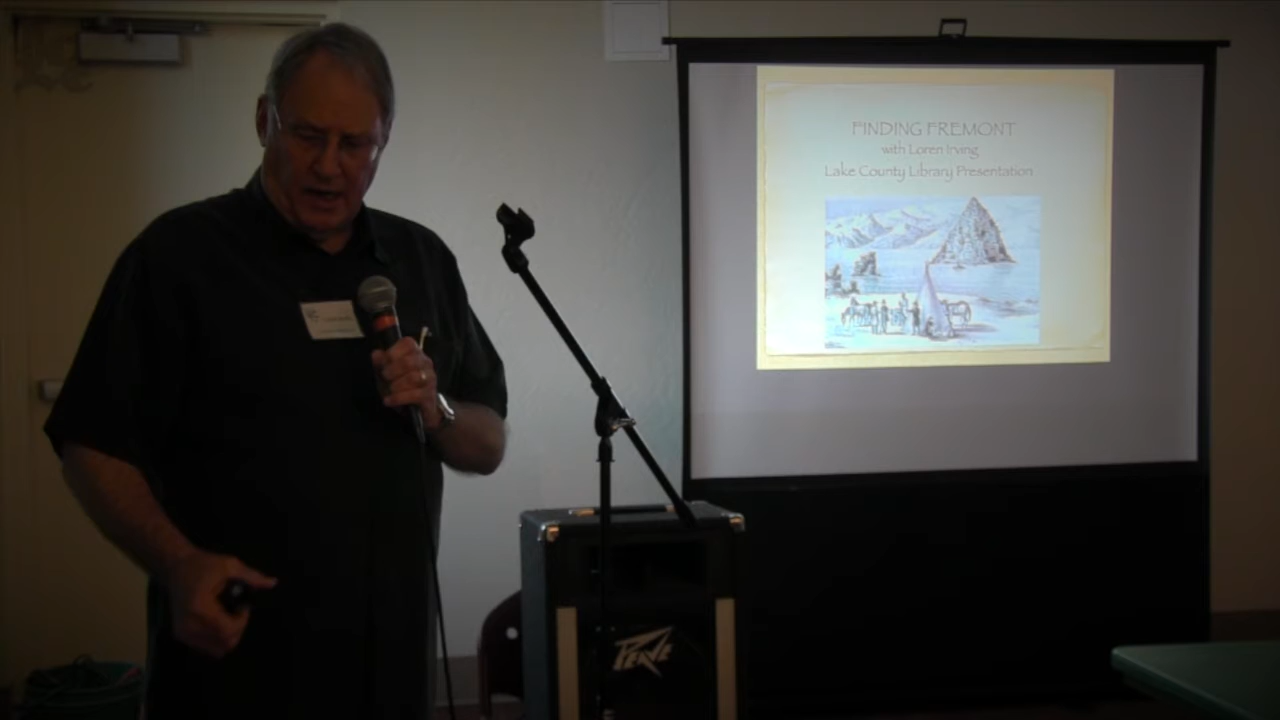 FINDING FREMONT
with Loren Irving
Lake County Library Presentation
PEAVEY